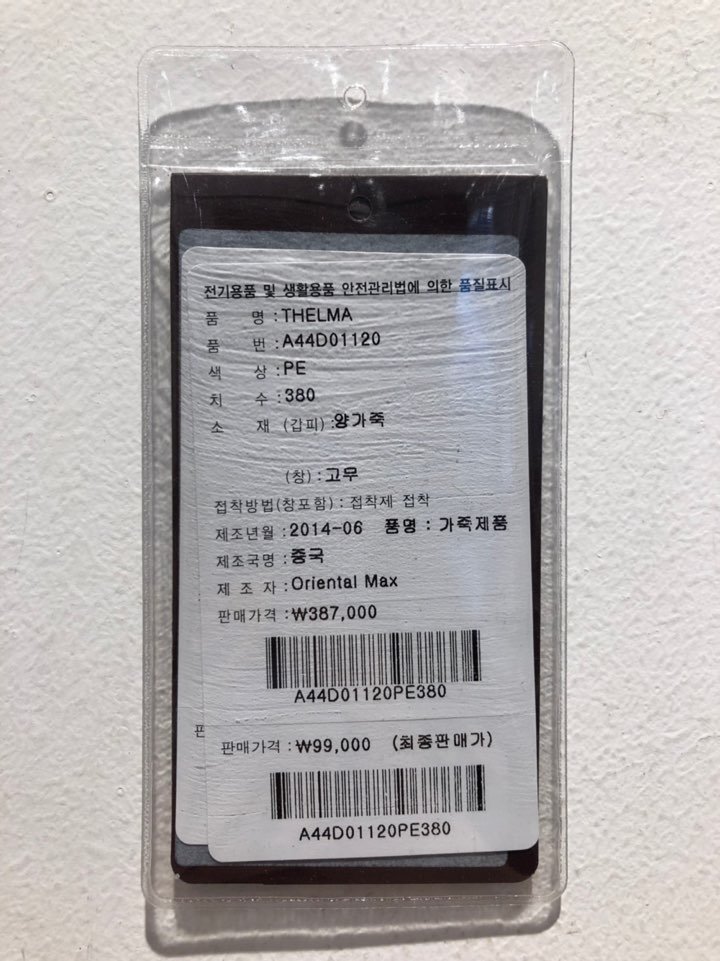 전기용품 및 생활용품 안전관리법에 의한 품질표시
품 명 : THELMA
품 번 : A44D01120
색 상 : PE
치 수 : 380
소 재 (갑피) : 양가죽
(창) : 고무
접착방법(창포함) : 접착제 접착
제조년월 : 2014-06 품명 : 가죽제품
제조국명 : 중국
제 조 자 : Oriental Max
판매가격 : ₩387,000
A44D01120PE380
판
판매가격 : ₩99,000 (최종판매가)
A44D01120PE380